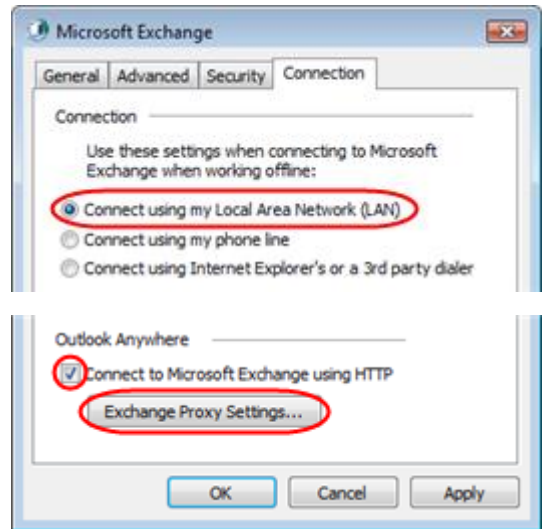 Microsoft Exchange
General Advanced Security Connection
Connection
Use these settings when connecting to Microsoft
Exchange when working offline:
Connect using my Local Area Network (LAN)
Connect using my phone line
Connect using Internet Explorer's or a 3rd party dialer
Outlook Anywhere
Connect to Microsoft Exchange using HTTP
Exchange Proxy Settings...
OK Cancel Apply